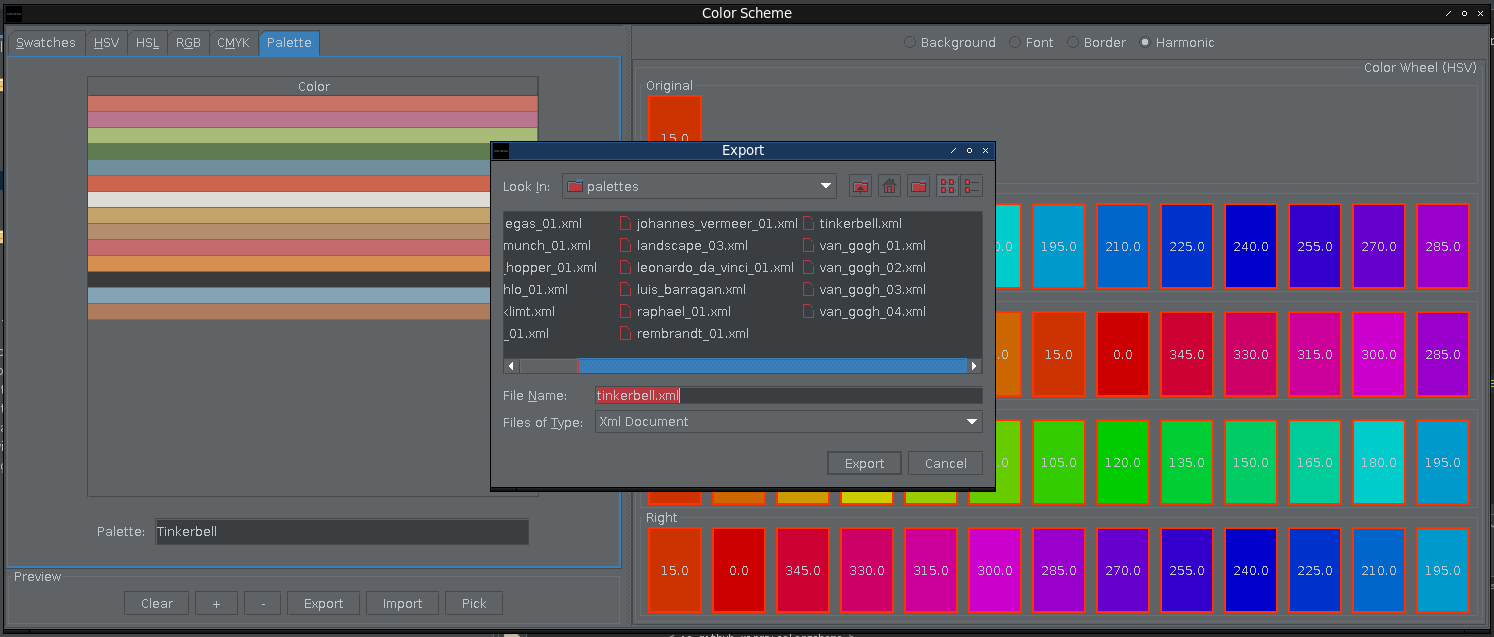 Color Scheme
Swatches HSV HSL RGB CMYK Palette
Background Font Border Harmonic
Color Wheel (HSV)
Color
Original
15.0
Export
Look In: palettes
egas_01.xml johannes_vermeer_01.xml tinkerbell.xml
munch_01.xml landscape_03.xml van_gogh_01.xml
_hopper_01.xml leonardo_da_vinci_01.xml van_gogh_02.xml
hlo_01.xml luis_barragan.xml van_gogh_03.xml
klimt.xml raphael_01.xml van_gogh_04.xml
_01.xml rembrandt_01.xml
File Name: tinkerbell.xml
Files of Type: Xml Document
Export Cancel
195.0 210.0 225.0 240.0 255.0 270.0 285.0
.0 15.0 0.0 345.0 330.0 315.0 300.0 285.0
.0 105.0 120.0 135.0 150.0 165.0 180.0 195.0
Right
15.0 0.0 345.0 330.0 315.0 300.0 285.0 270.0 255.0 240.0 225.0 210.0 195.0
Palette: Tinkerbell
Preview
Clear + - Export Import Pick